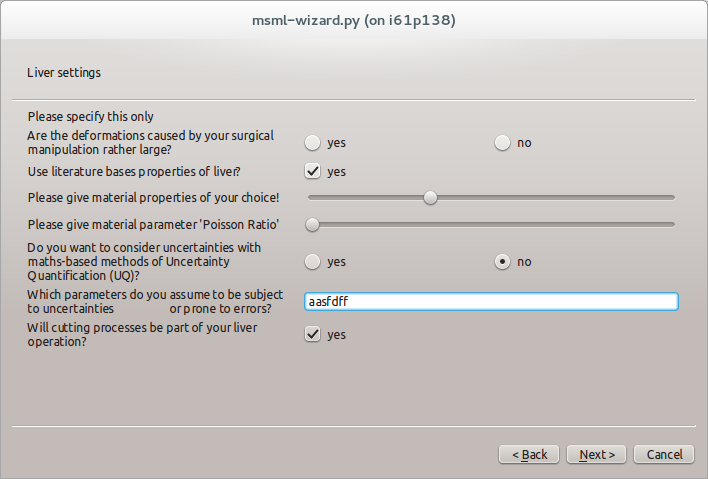 msml-wizard.py (on i61p138)
Liver settings
Please specify this only
Are the deformations caused by your surgical
manipulation rather large?
yes
no
Use literature bases properties of liver?
yes
Please give material properties of your choice!
Please give material parameter 'Poisson Ratio'
Do you want to consider uncertainties with
maths-based methods of Uncertainty
Quantification (UQ)?
yes
no
Which parameters do you assume to be subject
to uncertainties or prone to errors?
aasfdff
Will cutting processes be part of your liver
operation?
yes
< Back
Next >
Cancel